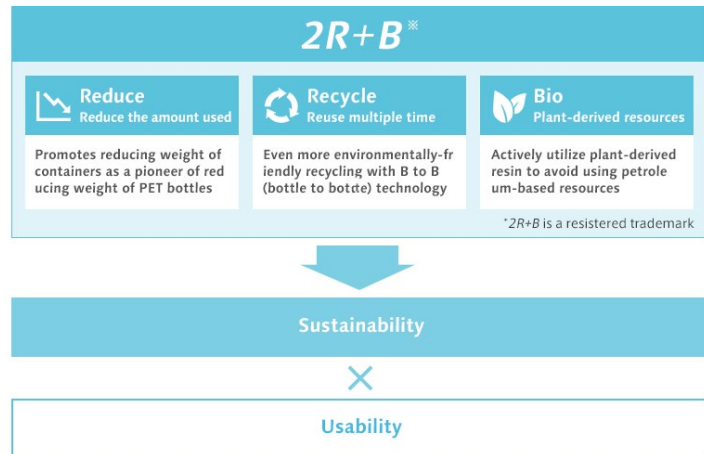 2R+B※
Reduce
Reduce the amount used
Promotes reducing weight of
containers as a pioneer of red
ucing weight of PET bottles
Recycle
Reuse multiple time
Even more environmentally-fr
iendly recycling with B to B
(bottle to botde) technology
Bio
Plant-derived resources
Actively utilize plant-derived
resin to avoid using petrole
um-based resources
*2R+B is a resistered trademark
Sustainability
×
Usability